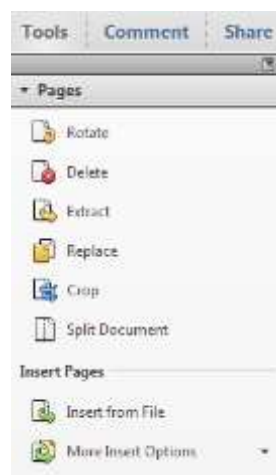 Tools Comment Share
Pages
Rotate
Delete
Extract
Replace
Crop
Split Document
Insert Pages
Insert from File
More Insert Options